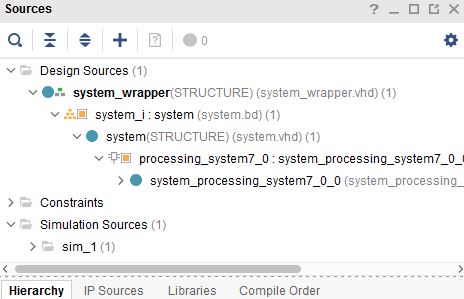 Sources
? _ □ ✕
0
Design Sources (1)
system_wrapper(STRUCTURE) (system_wrapper.vhd) (1)
system_i : system (system.bd) (1)
system(STRUCTURE) (system.vhd) (1)
processing_system7_0 : system_processing_system7_0_0
system_processing_system7_0_0 (system_processing_
Constraints
Simulation Sources (1)
sim_1 (1)
Hierarchy IP Sources Libraries Compile Order